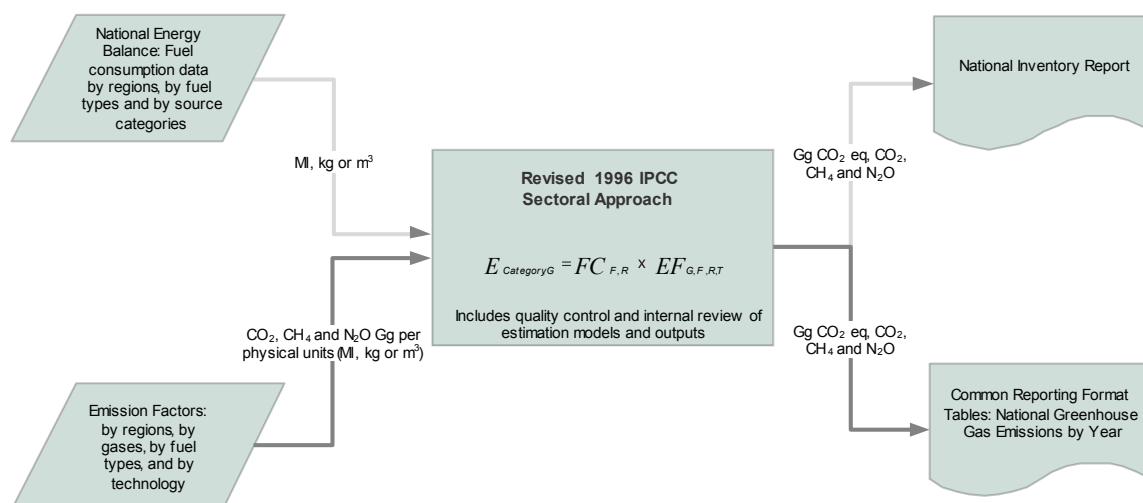 National Energy
Balance: Fuel
consumption data
by regions, by fuel
types and by source
categories
Ml, kg or m³
CO₂, CH₄ and N₂O Gg per
physical units (Ml, kg or m³)
Emission Factors:
by regions, by
gases, by fuel
types, and by
technology
Revised 1996 IPCC
Sectoral Approach
E CategoryG = FC F,R x EF G,F,R,T
Includes quality control and internal review of
estimation models and outputs
National Inventory Report
Gg CO₂ eq, CO₂,
CH₄ and N₂O
Gg CO₂ eq, CO₂,
CH₄ and N₂O
Common Reporting Format
Tables: National Greenhouse
Gas Emissions by Year